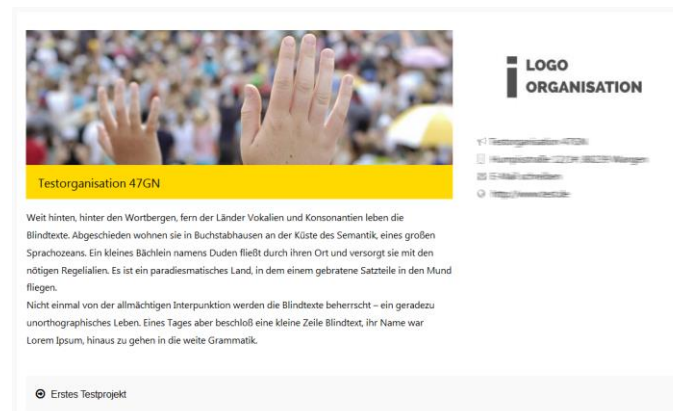 LOGO
ORGANISATION
Testorganisation 47GN
Testorganisation 47GN
E-Mail schreiben
Weit hinten, hinter den Wortbergen, fern der Länder Vokalien und Konsonantien leben die
Blindtexte. Abgeschieden wohnen sie in Buchstabhausen an der Küste des Semantik, eines großen
Sprachozeans. Ein kleines Bächlein namens Duden fließt durch ihren Ort und versorgt sie mit den
nötigen Regelialien. Es ist ein paradiesmatisches Land, in dem einem gebratene Satzteile in den Mund
fliegen.
Nicht einmal von der allmächtigen Interpunktion werden die Blindtexte beherrscht – ein geradezu
unorthographisches Leben. Eines Tages aber beschloß eine kleine Zeile Blindtext, ihr Name war
Lorem Ipsum, hinaus zu gehen in die weite Grammatik.
Erstes Testprojekt